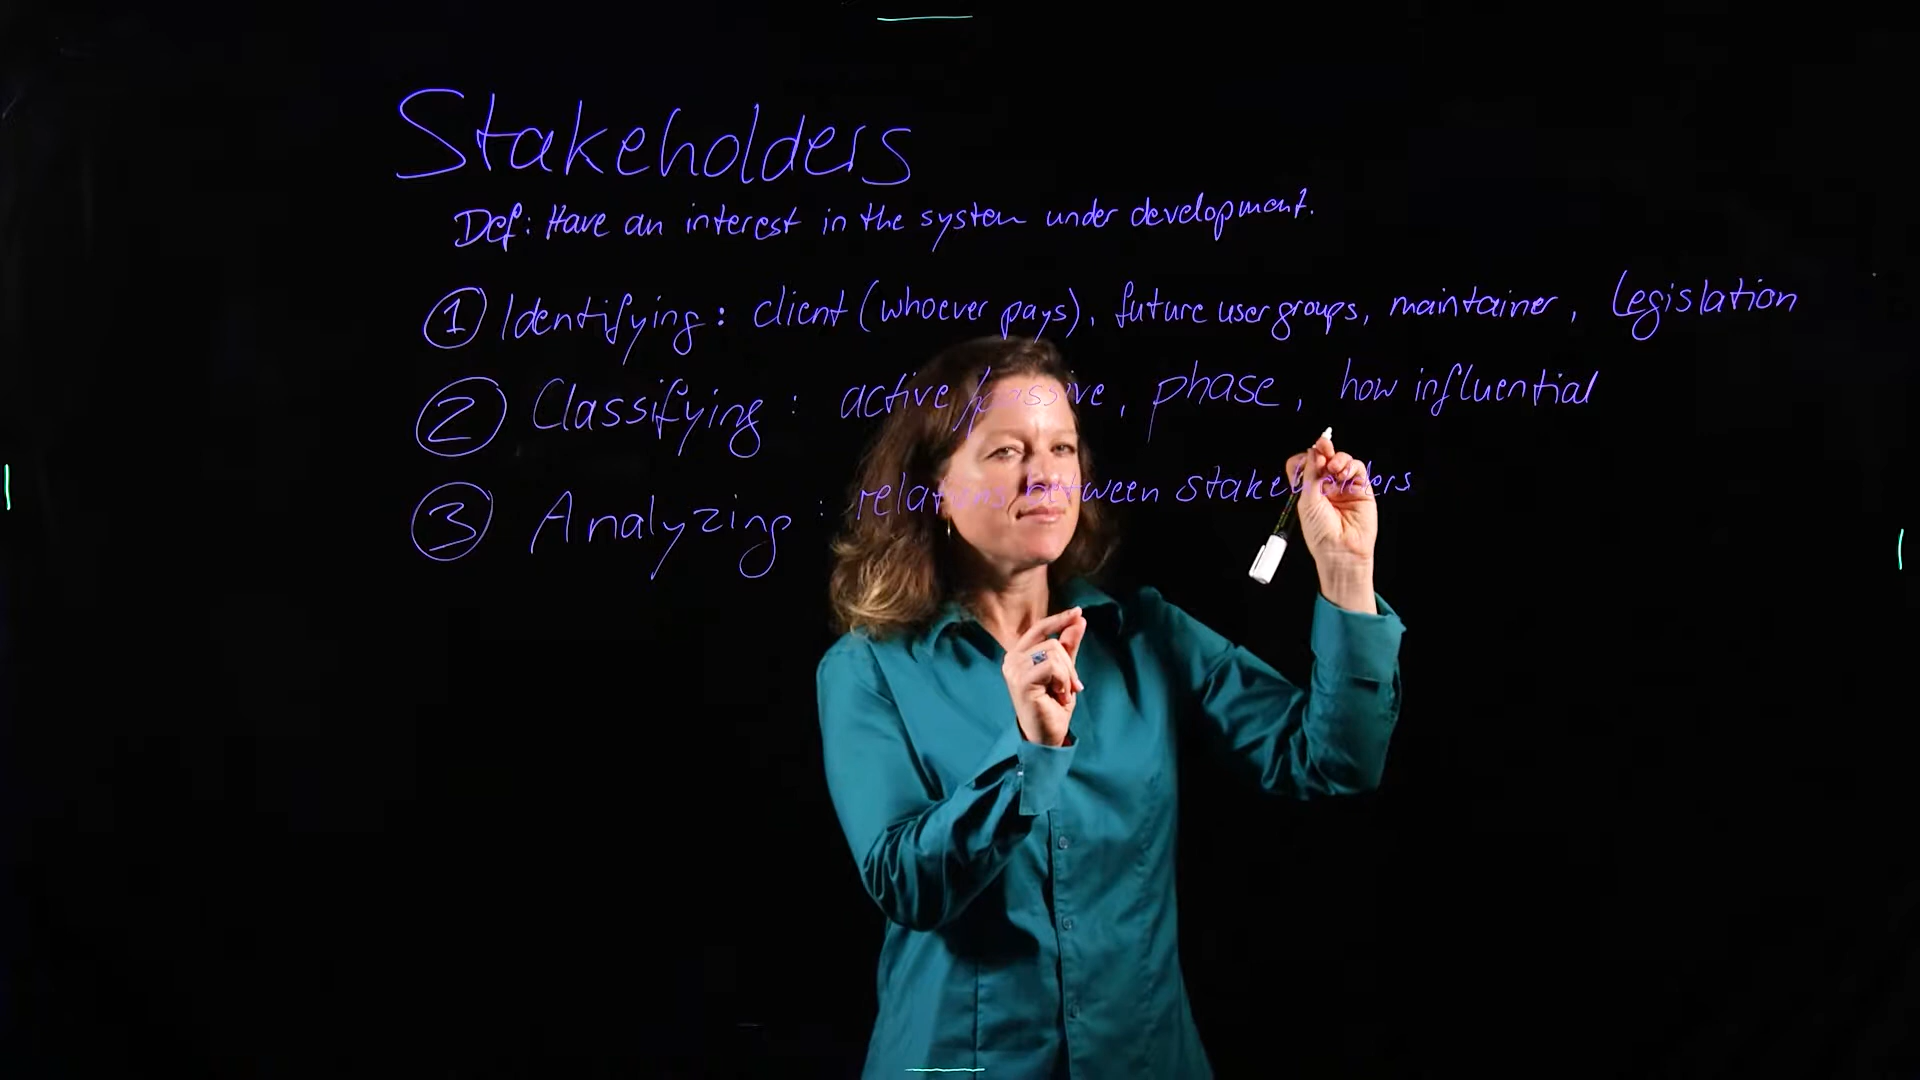 Stakeholders
Def: Have an interest in the system under development.
1 Identifying: client (whoever pays), future user groups, maintainer, Legislation
2 Classifying: active/passive, phase, how influential
3 Analyzing: relations between stakeholders